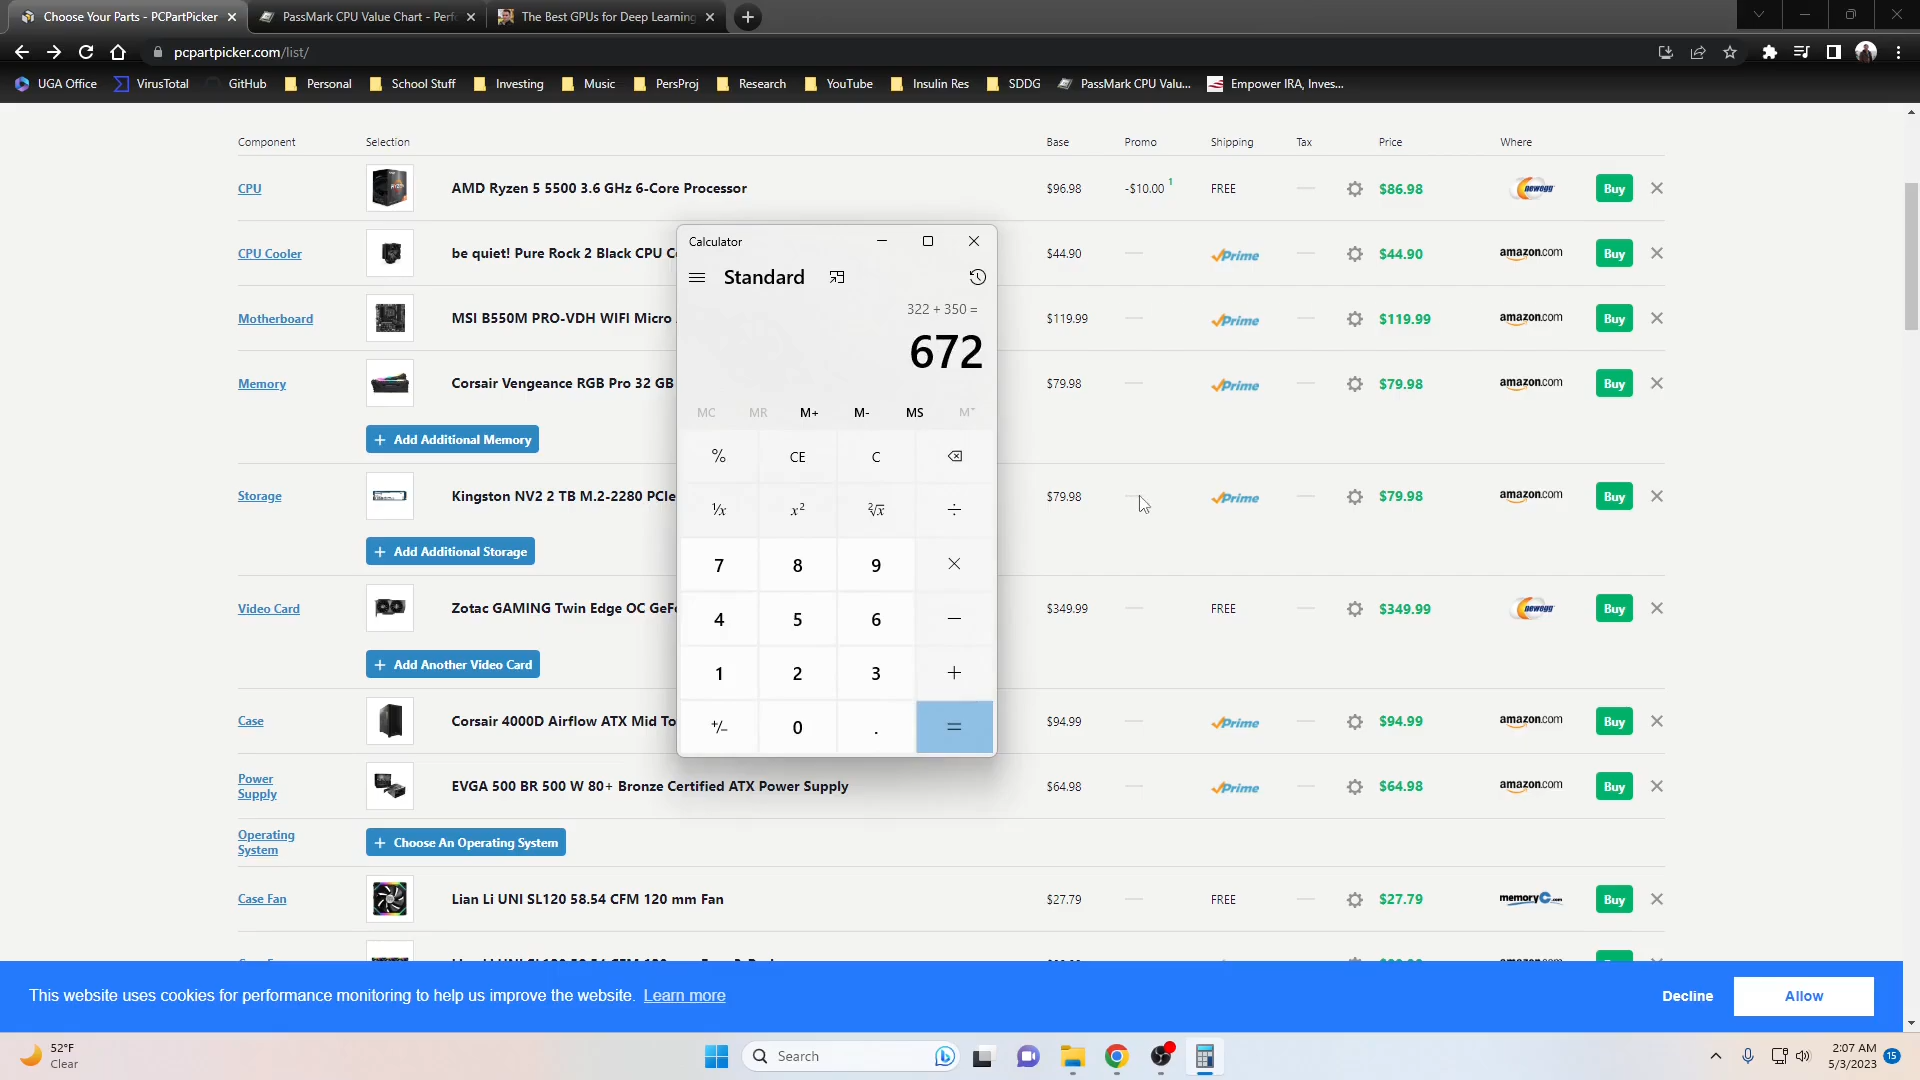 Choose Your Parts - PCPartPicker
PassMark CPU Value Chart - Perfo
The Best GPUs for Deep Learning
pcpartpicker.com/list/
UGA Office VirusTotal GitHub Personal School Stuff Investing Music PersProj Research YouTube Insulin Res SDDG PassMark CPU Valu... Empower IRA, Inves...
Component Selection Base Promo Shipping Tax Price Where
CPU AMD Ryzen 5 5500 3.6 GHz 6-Core Processor $96.98 -$10.00 1 FREE $86.98 newegg Buy
CPU Cooler be quiet! Pure Rock 2 Black CPU C $44.90 Prime $44.90 amazon.com Buy
Motherboard MSI B550M PRO-VDH WIFI Micro $119.99 Prime $119.99 amazon.com Buy
Memory Corsair Vengeance RGB Pro 32 GB $79.98 Prime $79.98 amazon.com Buy
+ Add Additional Memory
Storage Kingston NV2 2 TB M.2-2280 PCIe $79.98 Prime $79.98 amazon.com Buy
+ Add Additional Storage
Video Card Zotac GAMING Twin Edge OC GeFo $349.99 FREE $349.99 newegg Buy
+ Add Another Video Card
Case Corsair 4000D Airflow ATX Mid To $94.99 Prime $94.99 amazon.com Buy
Power Supply EVGA 500 BR 500 W 80+ Bronze Certified ATX Power Supply $64.98 Prime $64.98 amazon.com Buy
Operating System + Choose An Operating System
Case Fan Lian Li UNI SL120 58.54 CFM 120 mm Fan $27.79 FREE $27.79 memoryC.com Buy
Calculator
Standard
322 + 350 =
672
MC MR M+ M- MS M˅
% CE C ⌫
¹/x x² ²√x ÷
7 8 9 ×
4 5 6 −
1 2 3 +
+/− 0 . =
This website uses cookies for performance monitoring to help us improve the website. Learn more
Decline Allow
52°F
Clear
Search
2:07 AM
5/3/2023
15